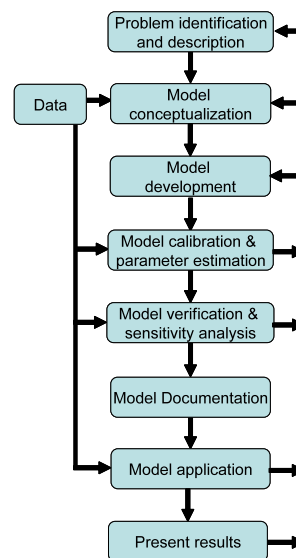 Problem identification
and description
Data
Model
conceptualization
Model
development
Model calibration &
parameter estimation
Model verification &
sensitivity analysis
Model Documentation
Model application
Present results